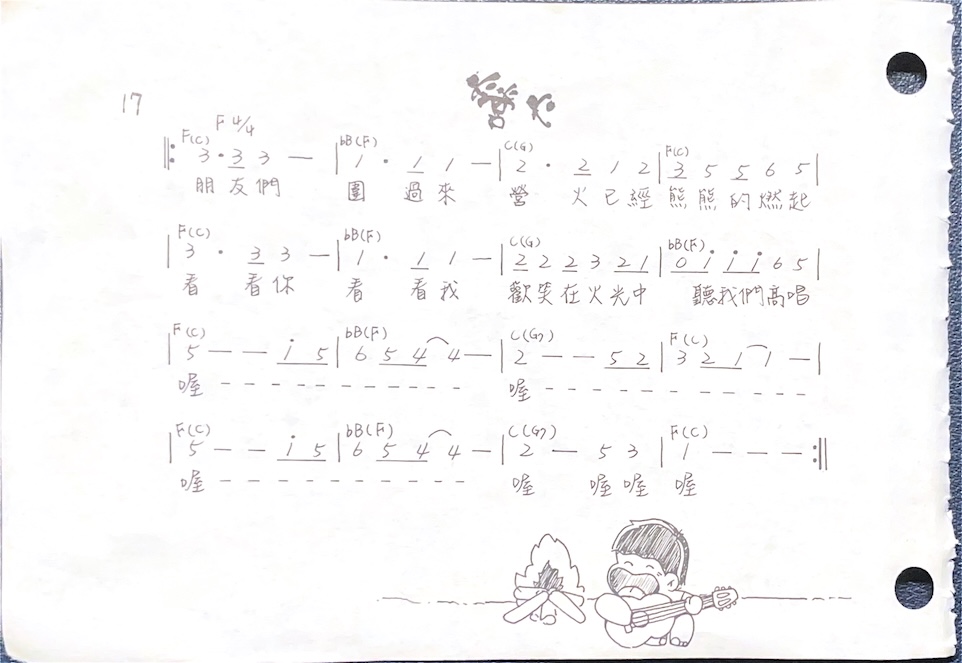 營火
17
F 4/4
F(C) bB(F) C(G) F(C)
‖: 3 · 3 3 — | 1 · 1 1 — | 2 · 2 1 2 | 3 5 5 6 5 |
朋友們 圍過來 營火已經 熊熊的燃起
F(C) bB(F) C(G) bB(F)
| 3 · 3 3 — | 1 · 1 1 — | 2 2 2 3 2 1 | 0 i i i 6 5 |
看看你 看看我 歡笑在火光中 聽我們高唱
F(C) bB(F) C(G7) F(C)
| 5 — — i 5 | 6 5 4 4 — | 2 — — 5 2 | 3 2 1 1 — |
喔 - - - - - - - - - - - 喔 - - - - - - - - - - - -
F(C) bB(F) C(G7) F(C)
| 5 — — i 5 | 6 5 4 4 — | 2 — 5 3 | 1 — — — :‖
喔 - - - - - - - - - - - 喔 喔喔 喔